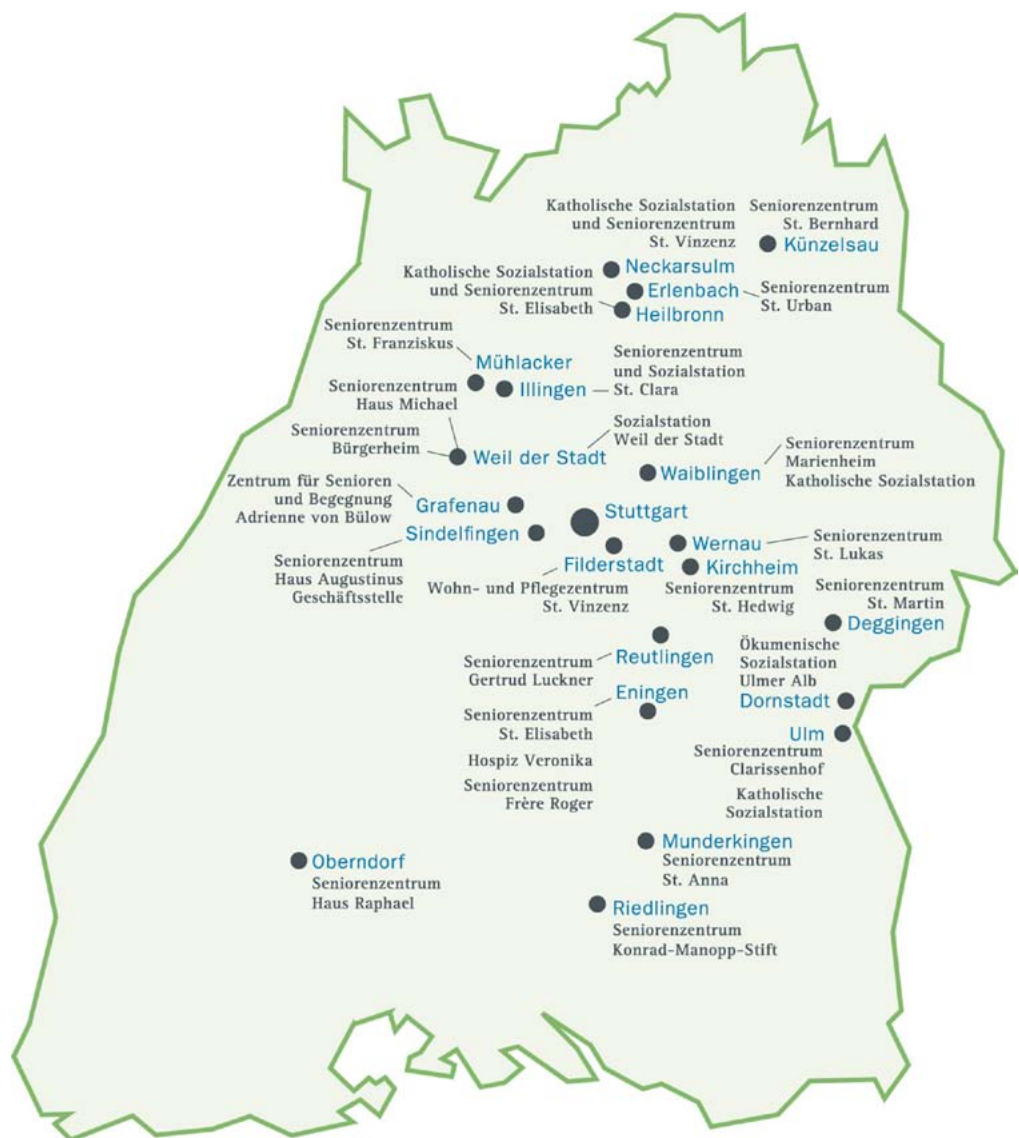 Katholische Sozialstation
und Seniorenzentrum
St. Vinzenz
Neckarsulm
Seniorenzentrum
St. Bernhard
Künzelsau
Katholische Sozialstation
und Seniorenzentrum
St. Elisabeth
Heilbronn
Erlenbach
Seniorenzentrum
St. Urban
Seniorenzentrum
St. Franziskus
Mühlacker
Illingen
Seniorenzentrum
und Sozialstation
St. Clara
Seniorenzentrum
Haus Michael
Seniorenzentrum
Bürgerheim
Weil der Stadt
Sozialstation
Weil der Stadt
Waiblingen
Seniorenzentrum
Marienheim
Katholische Sozialstation
Zentrum für Senioren
und Begegnung
Adrienne von Bülow
Grafenau
Stuttgart
Sindelfingen
Seniorenzentrum
Haus Augustinus
Geschäftsstelle
Filderstadt
Wohn- und Pflegezentrum
St. Vinzenz
Wernau
Seniorenzentrum
St. Lukas
Kirchheim
Seniorenzentrum
St. Hedwig
Seniorenzentrum
St. Martin
Deggingen
Reutlingen
Seniorenzentrum
Gertrud Luckner
Ökumenische
Sozialstation
Ulmer Alb
Dornstadt
Eningen
Seniorenzentrum
St. Elisabeth
Hospiz Veronika
Seniorenzentrum
Frère Roger
Ulm
Seniorenzentrum
Clarissenhof
Katholische
Sozialstation
Munderkingen
Seniorenzentrum
St. Anna
Oberndorf
Seniorenzentrum
Haus Raphael
Riedlingen
Seniorenzentrum
Konrad-Manopp-Stift